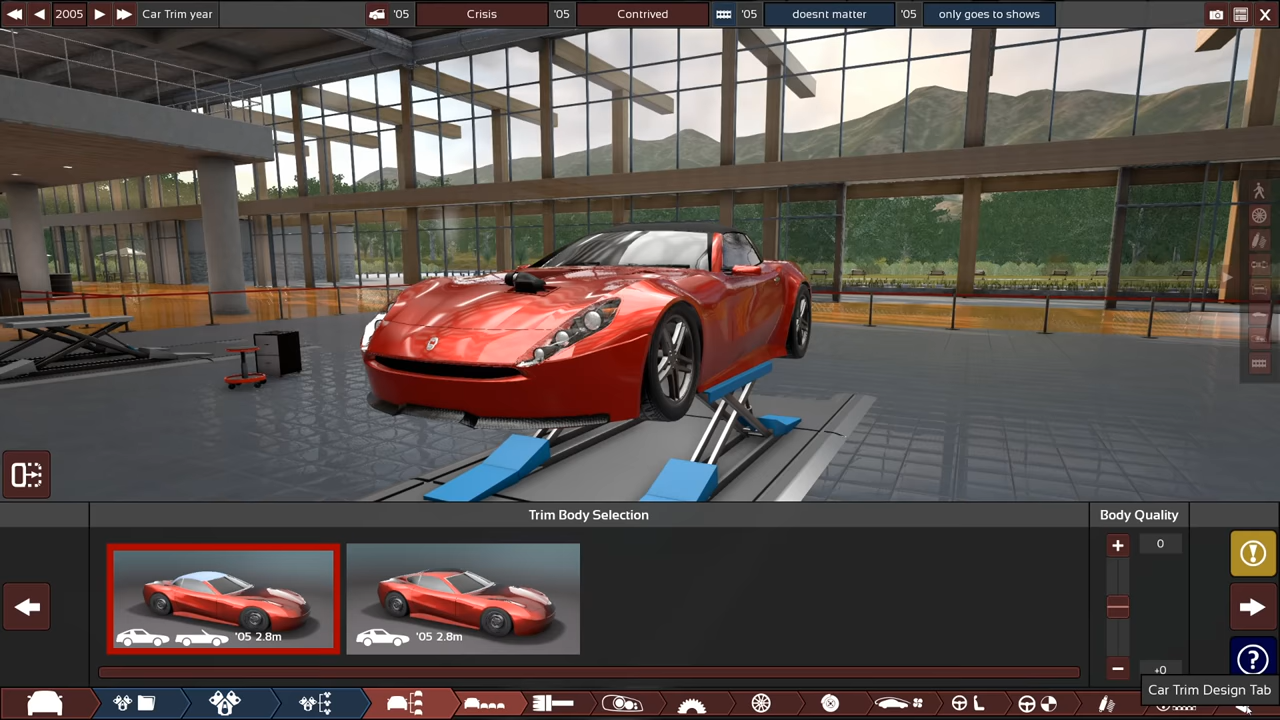 2005 Car Trim year '05 Crisis '05 Contrived '05 doesnt matter '05 only goes to shows X
Trim Body Selection
Body Quality
0
'05 2.8m
'05 2.8m
+0
Car Trim Design Tab